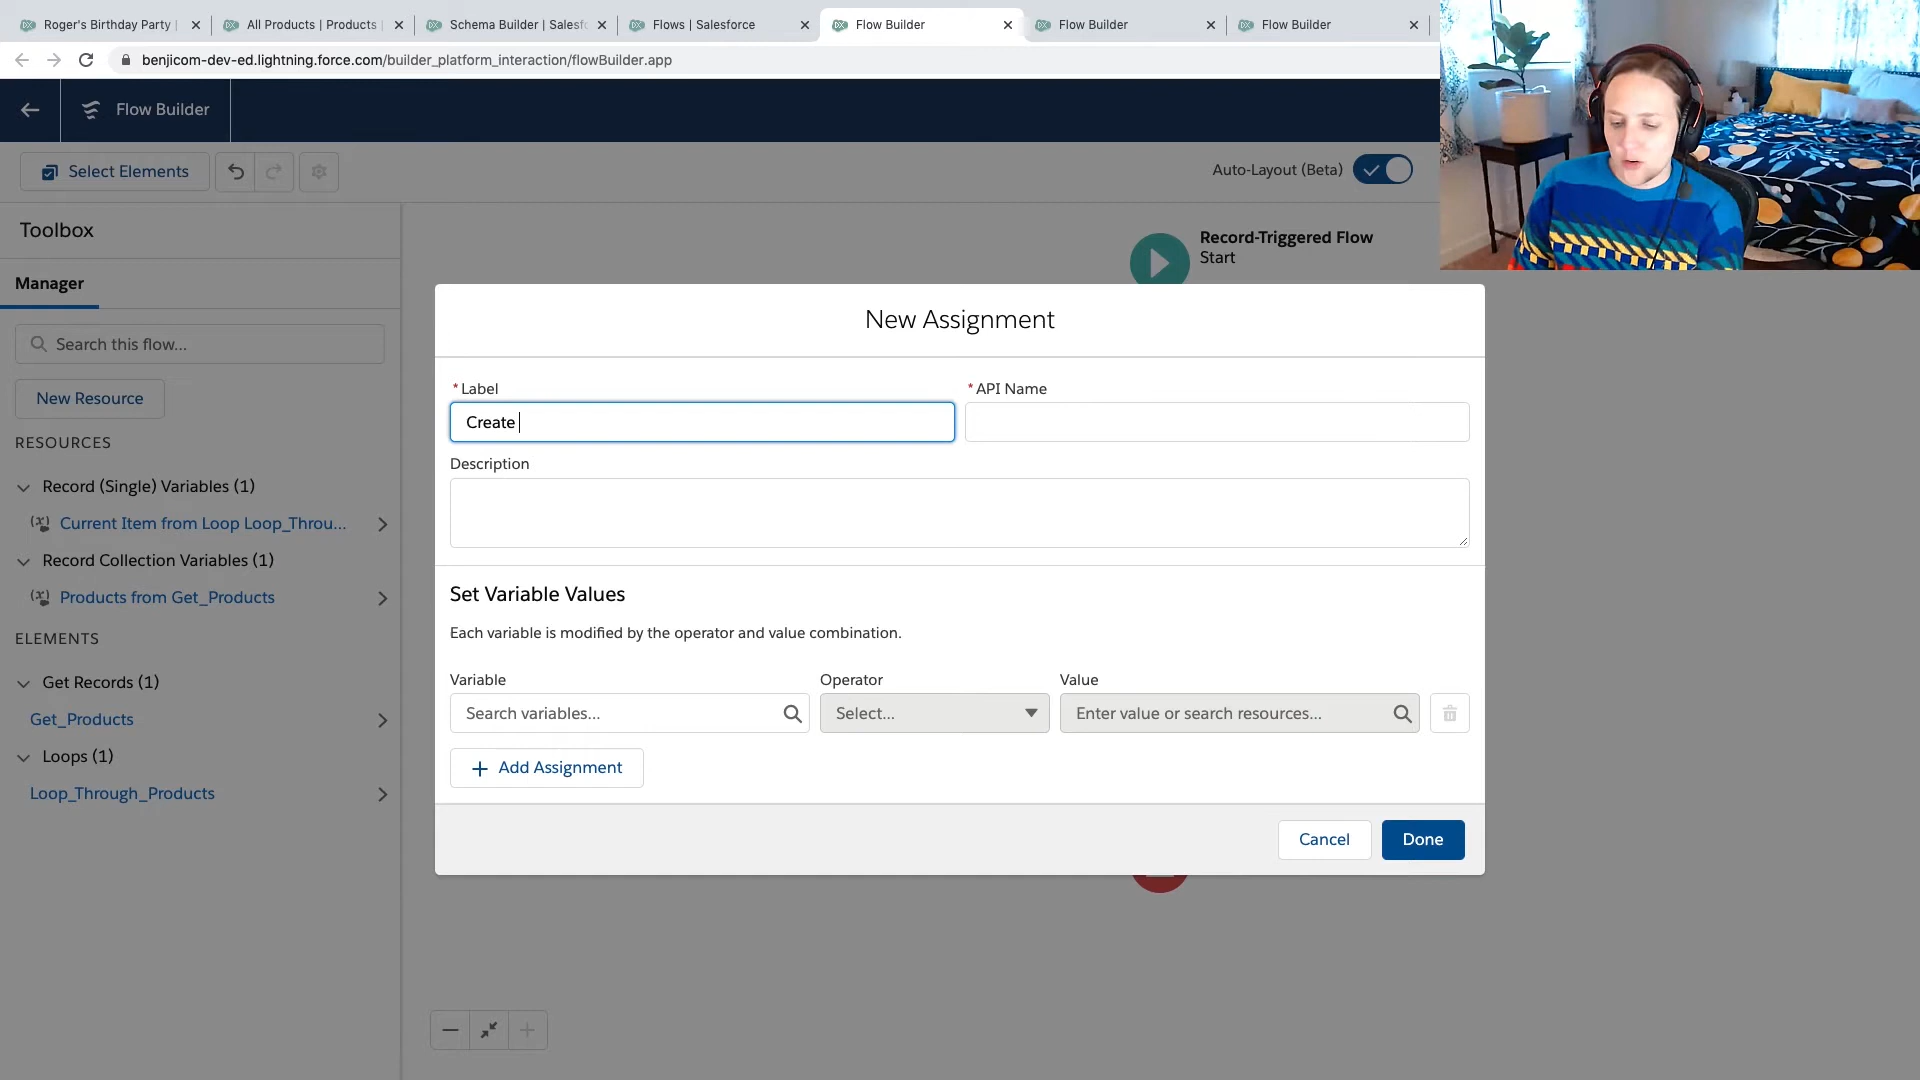 Roger's Birthday Party |
All Products | Products |
Schema Builder | Salesfo
Flows | Salesforce
Flow Builder
Flow Builder
Flow Builder
benjicom-dev-ed.lightning.force.com/builder_platform_interaction/flowBuilder.app
Flow Builder
Select Elements
Auto-Layout (Beta)
Toolbox
Manager
Search this flow...
New Resource
RESOURCES
Record (Single) Variables (1)
Current Item from Loop Loop_Throu...
Record Collection Variables (1)
Products from Get_Products
ELEMENTS
Get Records (1)
Get_Products
Loops (1)
Loop_Through_Products
Record-Triggered Flow
Start
New Assignment
* Label
* API Name
Create
Description
Set Variable Values
Each variable is modified by the operator and value combination.
Variable
Operator
Value
Search variables...
Select...
Enter value or search resources...
+ Add Assignment
Cancel
Done